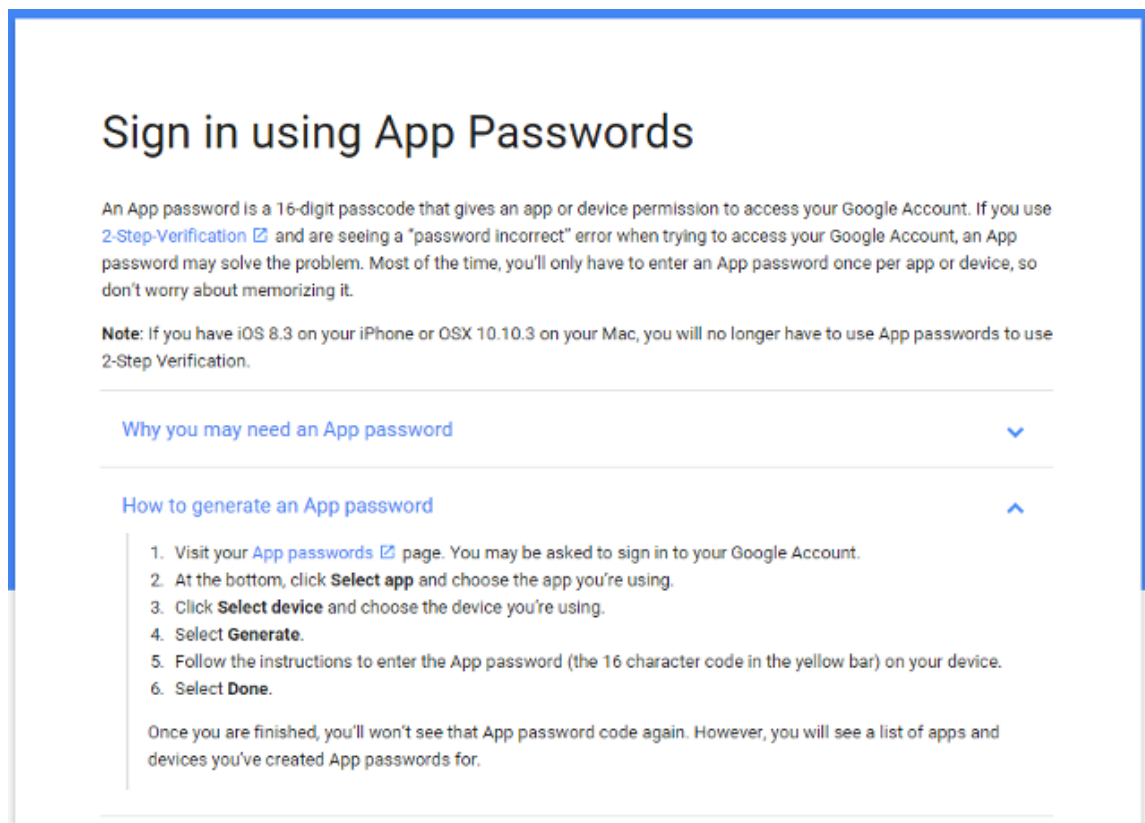 Sign in using App Passwords
An App password is a 16-digit passcode that gives an app or device permission to access your Google Account. If you use
2-Step-Verification and are seeing a “password incorrect” error when trying to access your Google Account, an App
password may solve the problem. Most of the time, you’ll only have to enter an App password once per app or device, so
don’t worry about memorizing it.
Note: If you have iOS 8.3 on your iPhone or OSX 10.10.3 on your Mac, you will no longer have to use App passwords to use
2-Step Verification.
Why you may need an App password
How to generate an App password
1. Visit your App passwords page. You may be asked to sign in to your Google Account.
2. At the bottom, click Select app and choose the app you’re using.
3. Click Select device and choose the device you’re using.
4. Select Generate.
5. Follow the instructions to enter the App password (the 16 character code in the yellow bar) on your device.
6. Select Done.
Once you are finished, you’ll won’t see that App password code again. However, you will see a list of apps and
devices you’ve created App passwords for.